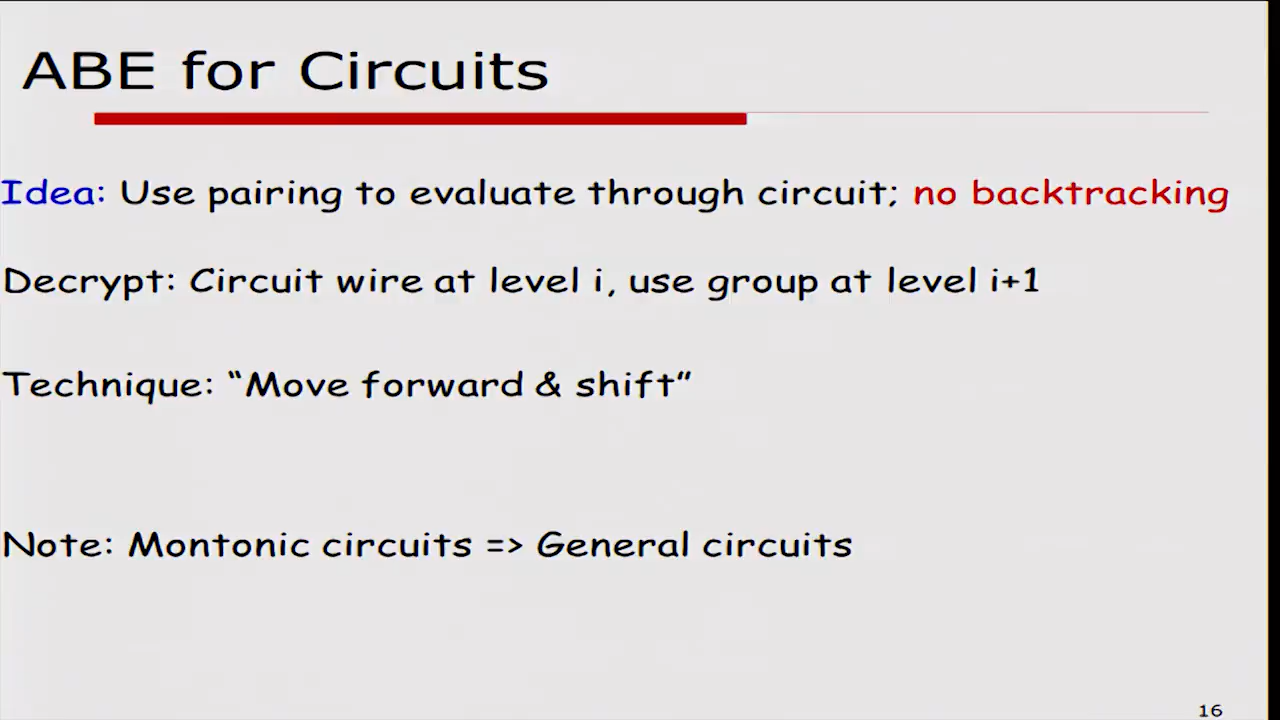 ABE for Circuits
Idea: Use pairing to evaluate through circuit; no backtracking
Decrypt: Circuit wire at level i, use group at level i+1
Technique: “Move forward & shift”
Note: Montonic circuits => General circuits
16